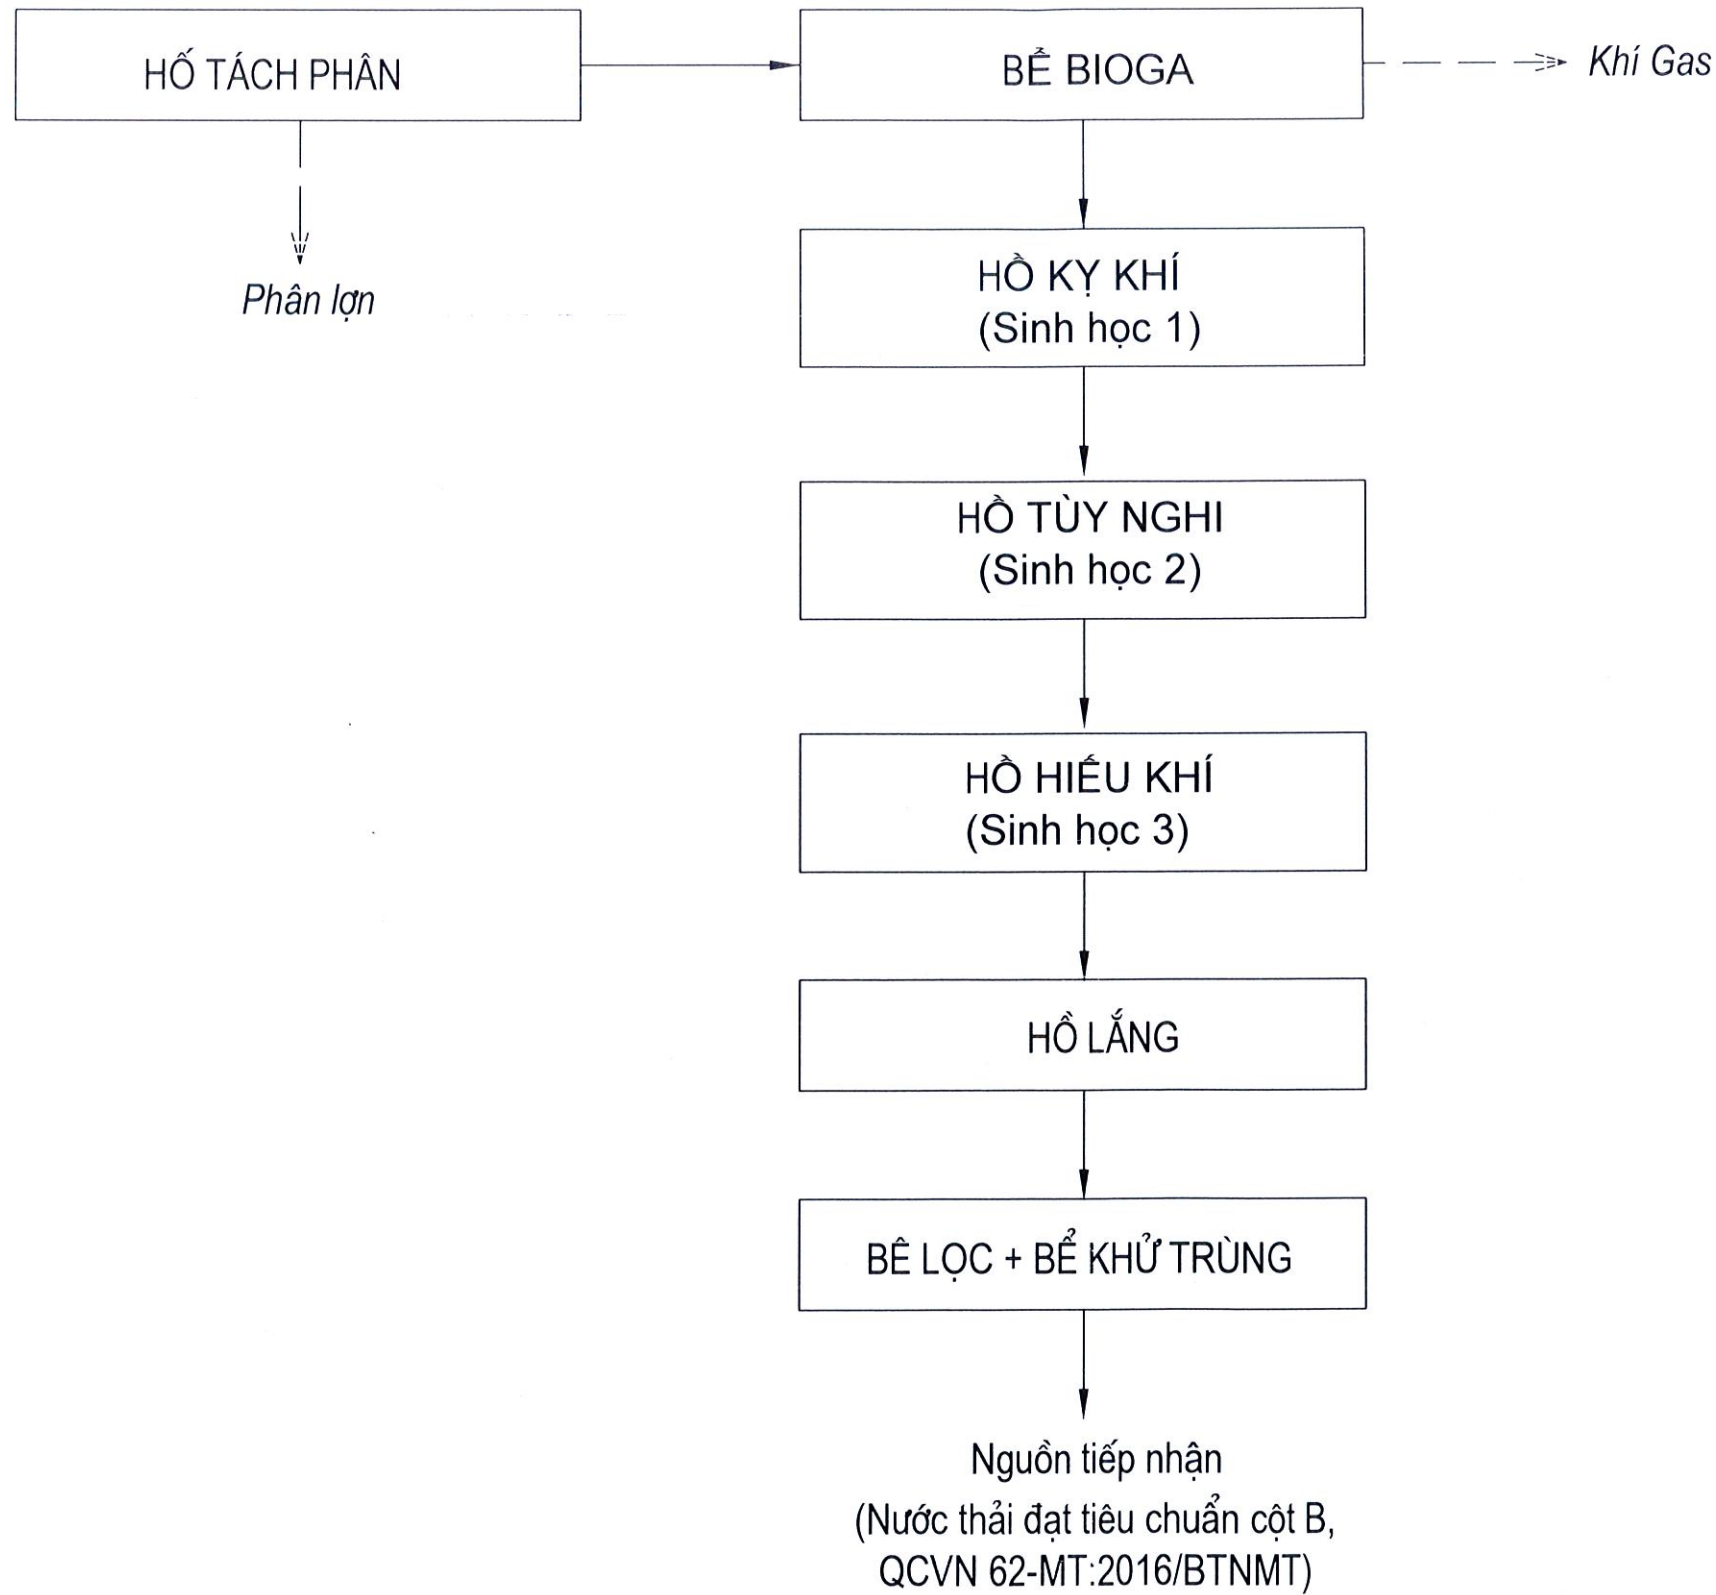 HỐ TÁCH PHÂN
BỂ BIOGA
Khí Gas
Phân lợn
HỒ KỴ KHÍ
(Sinh học 1)
HỒ TÙY NGHI
(Sinh học 2)
HỒ HIẾU KHÍ
(Sinh học 3)
HỒ LẮNG
BÊ LỌC + BỂ KHỬ TRÙNG
Nguồn tiếp nhận
(Nước thải đạt tiêu chuẩn cột B,
QCVN 62-MT:2016/BTNMT)